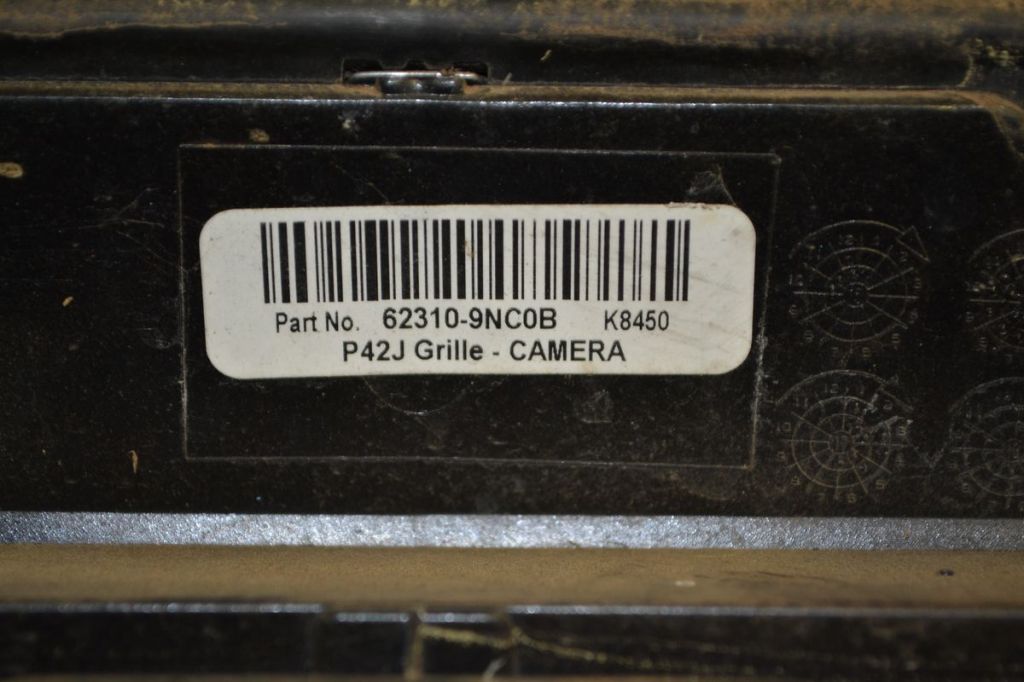 Part No. 62310-9NC0B K8450
P42J Grille - CAMERA